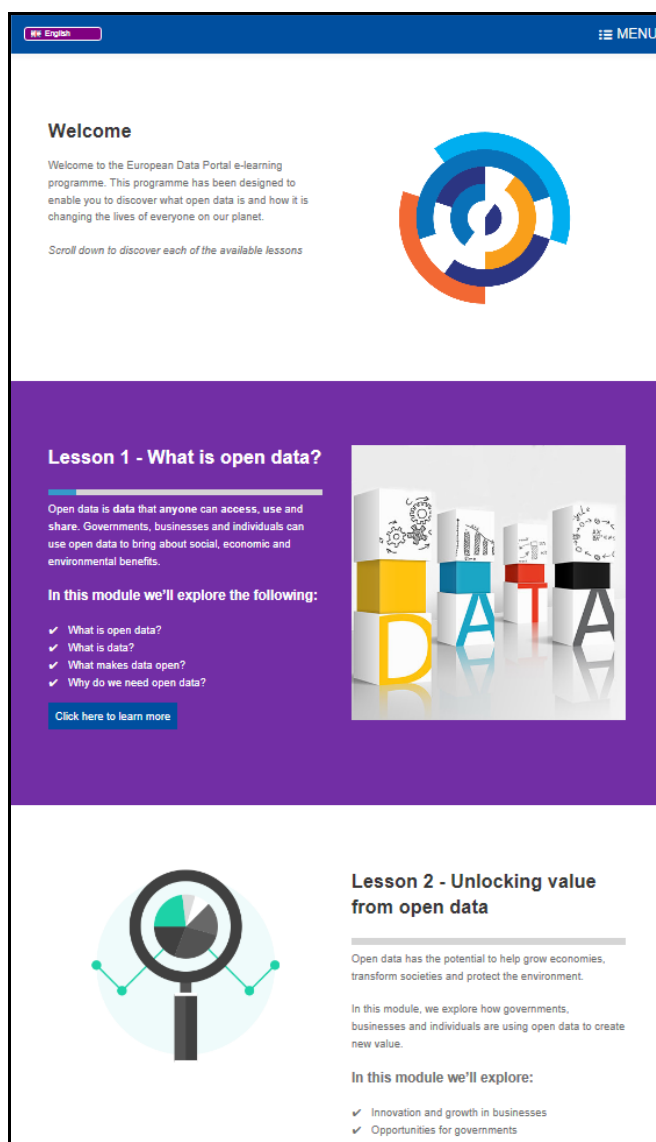 English
MENU
Welcome
Welcome to the European Data Portal e-learning
programme. This programme has been designed to
enable you to discover what open data is and how it is
changing the lives of everyone on our planet.
Scroll down to discover each of the available lessons
Lesson 1 - What is open data?
Open data is data that anyone can access, use and
share. Governments, businesses and individuals can
use open data to bring about social, economic and
environmental benefits.
In this module we’ll explore the following:
✔ What is open data?
✔ What is data?
✔ What makes data open?
✔ Why do we need open data?
Click here to learn more
DATA
Lesson 2 - Unlocking value
from open data
Open data has the potential to help grow economies,
transform societies and protect the environment.
In this module, we explore how governments,
businesses and individuals are using open data to create
new value.
In this module we’ll explore:
✔ Innovation and growth in businesses
✔ Opportunities for governments